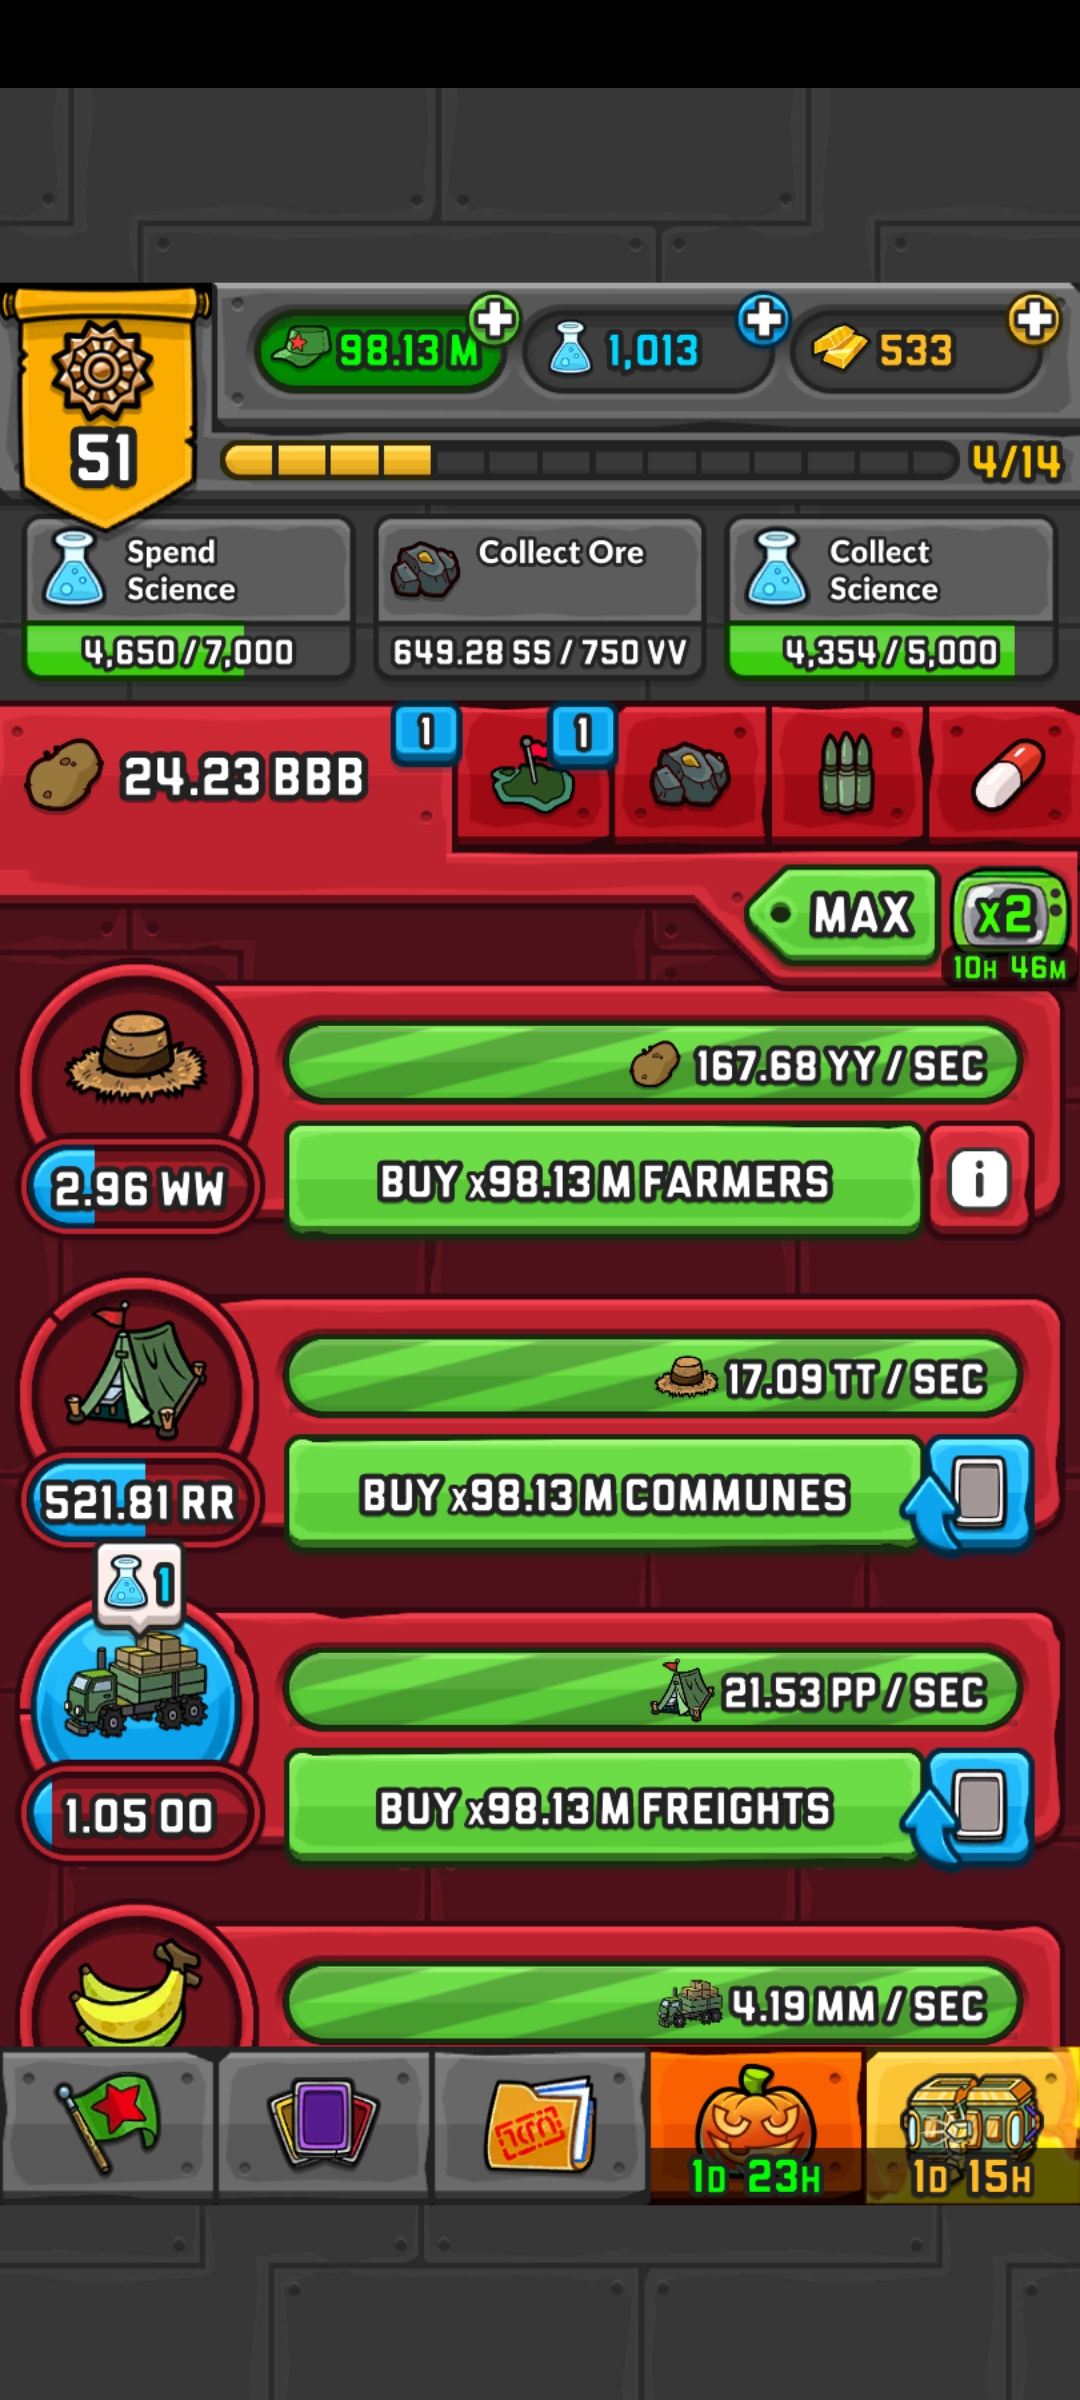 98.13 M
1,013
533
51
4/14
Spend
Science
4,650/7,000
Collect Ore
649.28 SS/750 VV
Collect
Science
4,354/5,000
24.23 BBB
1
1
MAX
x2
10H 46M
167.68 YY/SEC
2.96 WW
BUY x98.13 M FARMERS
i
17.09 TT/SEC
521.81 RR
BUY x98.13 M COMMUNES
1
21.53 PP/SEC
1.05 OO
BUY x98.13 M FREIGHTS
4.19 MM/SEC
1D 23H
1D 15H